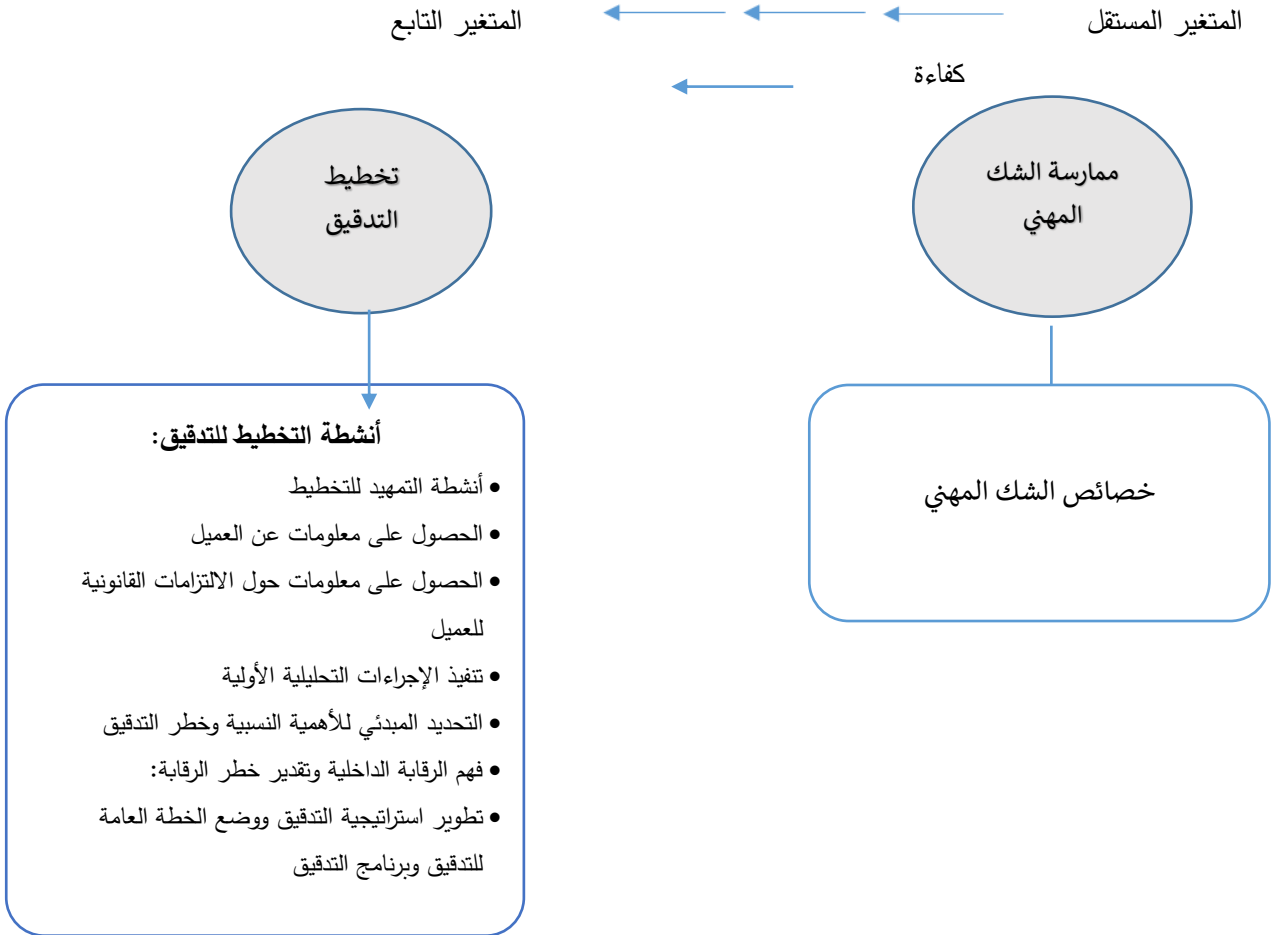 المتغير المستقل
المتغير التابع
كفاءة
ممارسة الشك
المهني
تخطيط
التدقيق
خصائص الشك المهني
أنشطة التخطيط للتدقيق:
• أنشطة التمهيد للتخطيط
• الحصول على معلومات عن العميل
• الحصول على معلومات حول الالتزامات القانونية
للعميل
• تنفيذ الإجراءات التحليلية الأولية
• التحديد المبدئي للأهمية النسبية وخطر التدقيق
• فهم الرقابة الداخلية وتقدير خطر الرقابة:
• تطوير استراتيجية التدقيق ووضع الخطة العامة
للتدقيق وبرنامج التدقيق